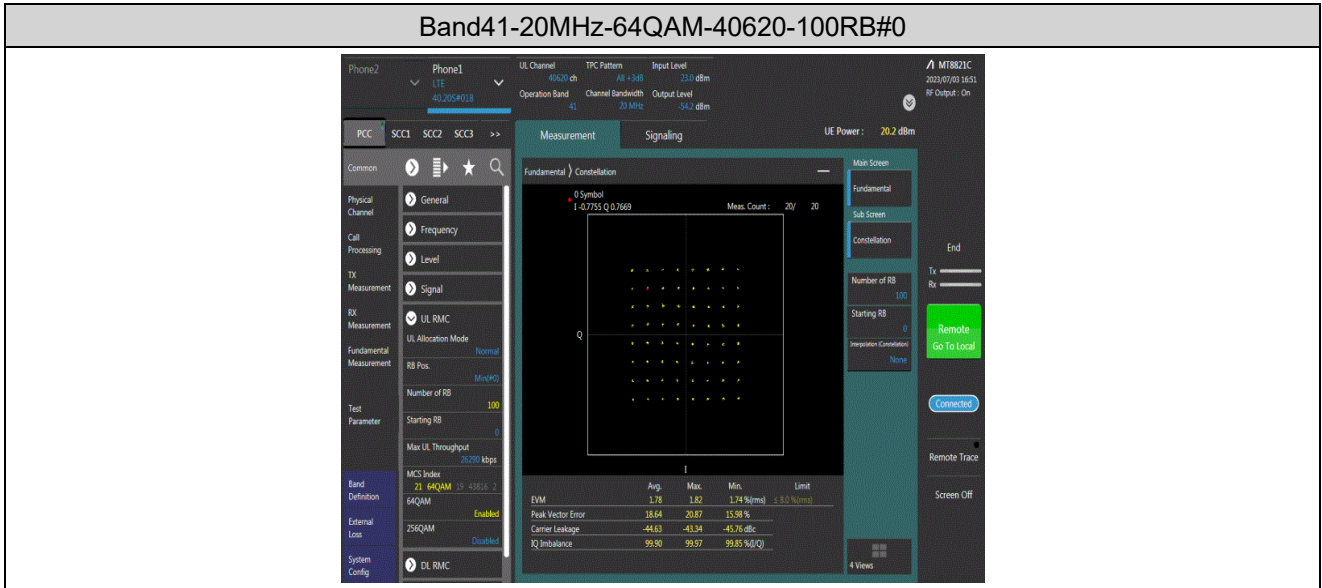 Band41-20MHz-64QAM-40620-100RB#0
Phone2
Phone1
LTE
40.20S#018
UL Channel
40620 ch
TPC Pattern
All +3dB
Input Level
23.0 dBm
Operation Band
41
Channel Bandwidth
20 MHz
Output Level
-54.2 dBm
MT8821C
2023/07/03 16:51
RF Output : On
PCC SCC1 SCC2 SCC3 >>
Measurement
Signaling
UE Power : 20.2 dBm
Common
Physical
Channel
Call
Processing
TX
Measurement
RX
Measurement
Fundamental
Measurement
Test
Parameter
Band
Definition
External
Loss
System
Config
General
Frequency
Level
Signal
UL RMC
UL Allocation Mode
Normal
RB Pos.
Min(#0)
Number of RB
100
Starting RB
0
Max UL Throughput
26290 kbps
MCS Index
21 64QAM 19 43816 2
64QAM
Enabled
256QAM
Disabled
DL RMC
Fundamental 〉 Constellation
0 Symbol
I -0.7755 Q 0.7669
Meas. Count : 20/ 20
Q
I
Avg. Max. Min. Limit
EVM 1.78 1.82 1.74 %(rms) ≤ 8.0 %(rms)
Peak Vector Error 18.64 20.87 15.98 %
Carrier Leakage -44.63 -43.34 -45.76 dBc
IQ Imbalance 99.90 99.97 99.85 %(I/Q)
Main Screen
Fundamental
Sub Screen
Constellation
Number of RB
100
Starting RB
0
Interpolation (Constellation)
None
4 Views
End
Tx
Rx
Remote
Go To Local
Connected
Remote Trace
Screen Off